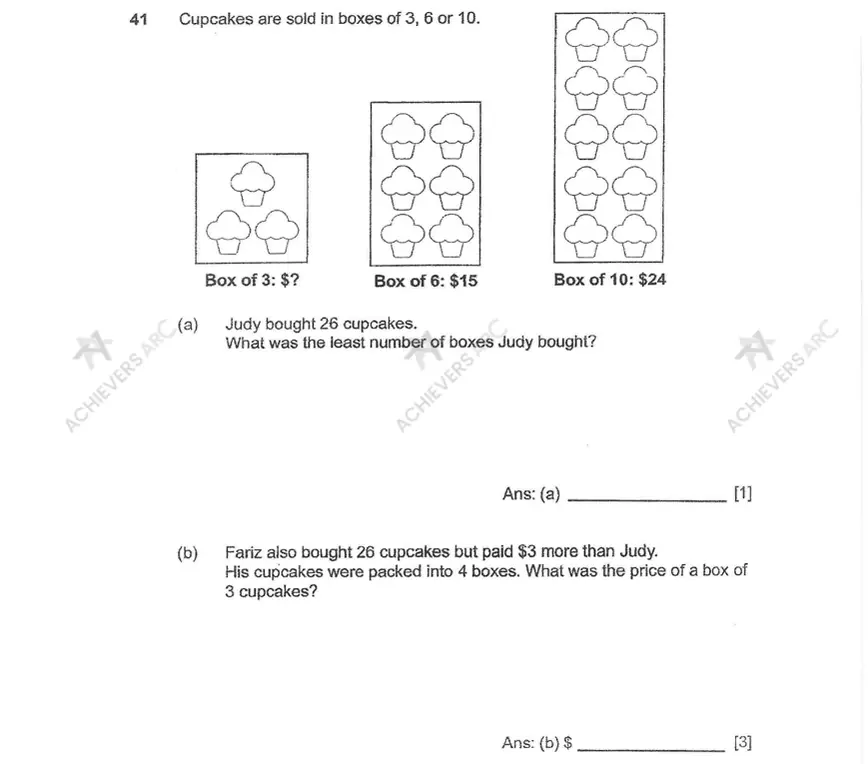 41 Cupcakes are sold in boxes of 3, 6 or 10.
Box of 3: $?
Box of 6: $15
Box of 10: $24
(a) Judy bought 26 cupcakes.
What was the least number of boxes Judy bought?
ACHIEVERS ARC
ACHIEVERS ARC
ACHIEVERS ARC
Ans: (a) ____________ [1]
(b) Fariz also bought 26 cupcakes but paid $3 more than Judy.
His cupcakes were packed into 4 boxes. What was the price of a box of
3 cupcakes?
Ans: (b) $ ____________ [3]